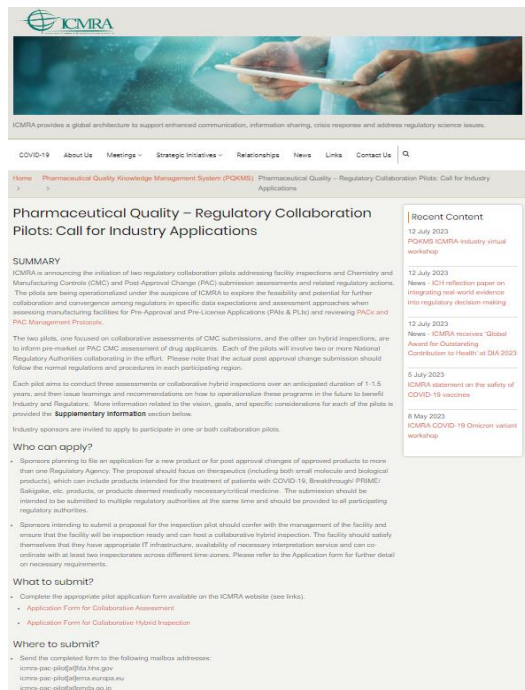 ICMRA
ICMRA provides a global architecture to support enhanced communication, information sharing, crisis response and address regulatory science issues.
COVID-19 About Us Meetings Strategic Initiatives Relationships News Links Contact Us
Home > Pharmaceutical Quality Knowledge Management System (PQKMS) > Pharmaceutical Quality – Regulatory Collaboration Pilots: Call for Industry
Applications
Pharmaceutical Quality – Regulatory Collaboration
Pilots: Call for Industry Applications
SUMMARY
ICMRA is announcing the initiation of two regulatory collaboration pilots addressing facility inspections and Chemistry and
Manufacturing Controls (CMC) and Post-Approval Change (PAC) submission assessments and related regulatory actions.
The pilots are being operationalized under the auspices of ICMRA to explore the feasibility and potential for further
collaboration and convergence among regulators in specific data expectations and assessment approaches when
assessing manufacturing facilities for Pre-Approval and Pre-License Applications (PAIs & PLIs) and reviewing PACs and
PAC Management Protocols.
The two pilots, one focused on collaborative assessments of CMC submissions, and the other on hybrid inspections, are
to inform pre-market or PAC CMC assessment of drug applicants. Each of the pilots will involve two or more National
Regulatory Authorities collaborating in the effort. Please note that the actual post approval change submission should
follow the normal regulations and procedures in each participating region.
Each pilot aims to conduct three assessments or collaborative hybrid inspections over an anticipated duration of 1-1.5
years, and then issue learnings and recommendations on how to operationalize these programs in the future to benefit
Industry and Regulators. More information related to the vision, goals, and specific considerations for each of the pilots is
provided the Supplementary Information section below.
Industry sponsors are invited to apply to participate in one or both collaboration pilots.
Who can apply?
• Sponsors planning to file an application for a new product or for post approval changes of approved products to more
than one Regulatory Agency. The proposal should focus on therapeutics (including both small molecule and biological
products), which can include products intended for the treatment of patients with COVID-19, Breakthrough/ PRIME/
Sakigake, etc. products, or products deemed medically necessary/critical medicine. The submission should be
intended to be submitted to multiple regulatory authorities at the same time and should be provided to all participating
regulatory authorities.
• Sponsors intending to submit a proposal for the inspection pilot should confer with the management of the facility and
ensure that the facility will be inspection ready and can host a collaborative hybrid inspection. The facility should satisfy
themselves that they have appropriate IT infrastructure, availability of necessary interpretation service and can co-
ordinate with at least two inspectorates across different time-zones. Please refer to the Application form for further detail
on necessary requirements.
What to submit?
• Complete the appropriate pilot application form available on the ICMRA website (see links).
• Application Form for Collaborative Assessment
• Application Form for Collaborative Hybrid Inspection
Where to submit?
• Send the completed form to the following mailbox addresses:
icmra-pac-pilot[at]fda.hhs.gov
icmra-pac-pilot[at]ema.europa.eu
icmra-pac-pilot[at]pmda.go.jp
Recent Content
12 July 2023
PQKMS ICMRA-industry virtual
workshop
12 July 2023
News - ICH reflection paper on
integrating real-world evidence
into regulatory decision-making
12 July 2023
News - ICMRA receives 'Global
Award for Outstanding
Contribution to Health' at DIA 2023
5 July 2023
ICMRA statement on the safety of
COVID-19 vaccines
8 May 2023
ICMRA COVID-19 Omicron variant
workshop